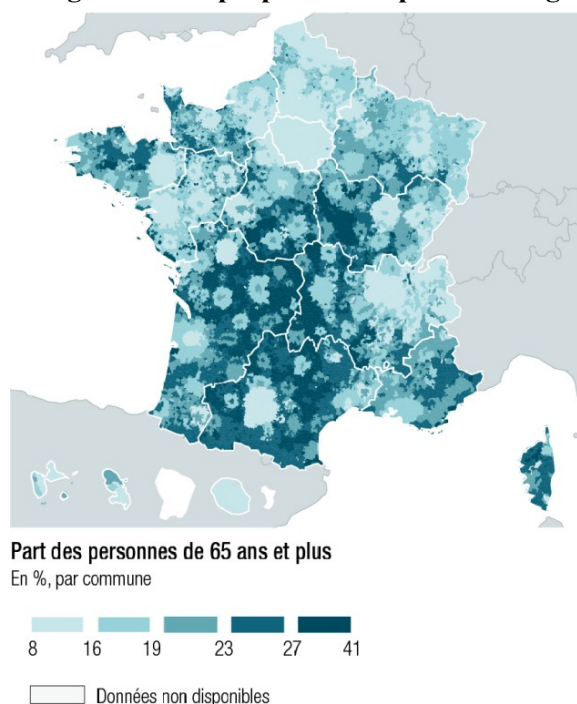 Part des personnes de 65 ans et plus
En %, par commune
8 16 19 23 27 41
Données non disponibles